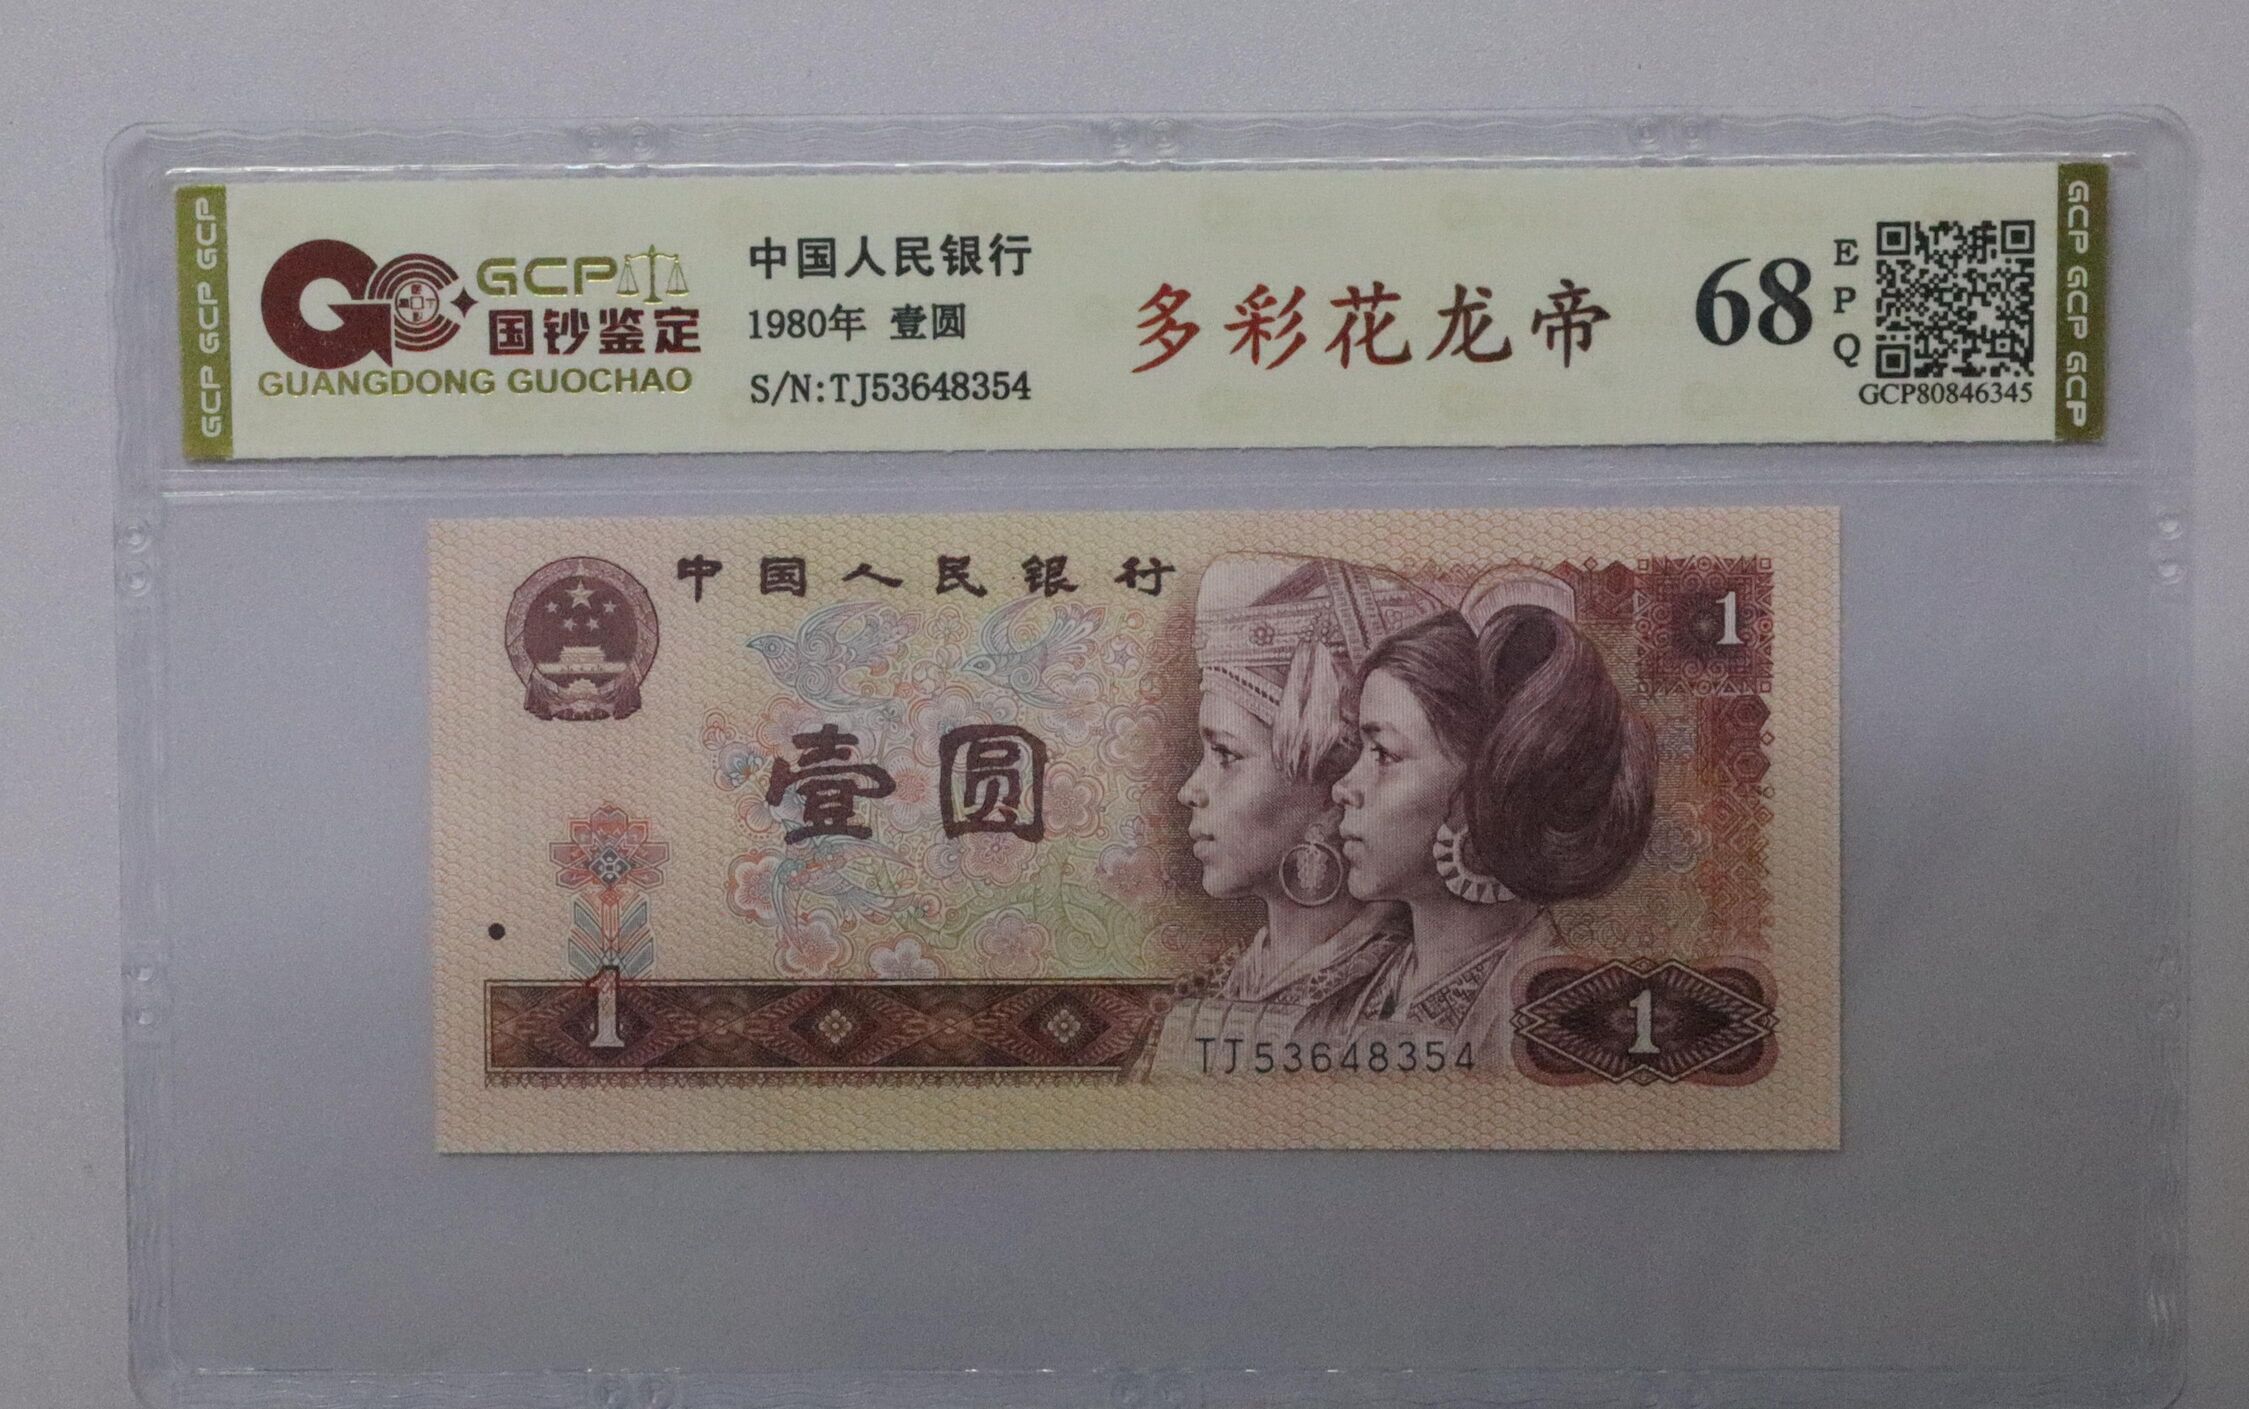 GCP GCP GCP
GCP
国钞鉴定
GUANGDONG GUOCHAO
中国人民银行
1980年 壹圆
S/N:TJ53648354
多彩花龙帝
68
E
P
Q
GCP80846345
GCP GCP GCP
中国人民银行
1
壹圆
1
1
TJ53648354